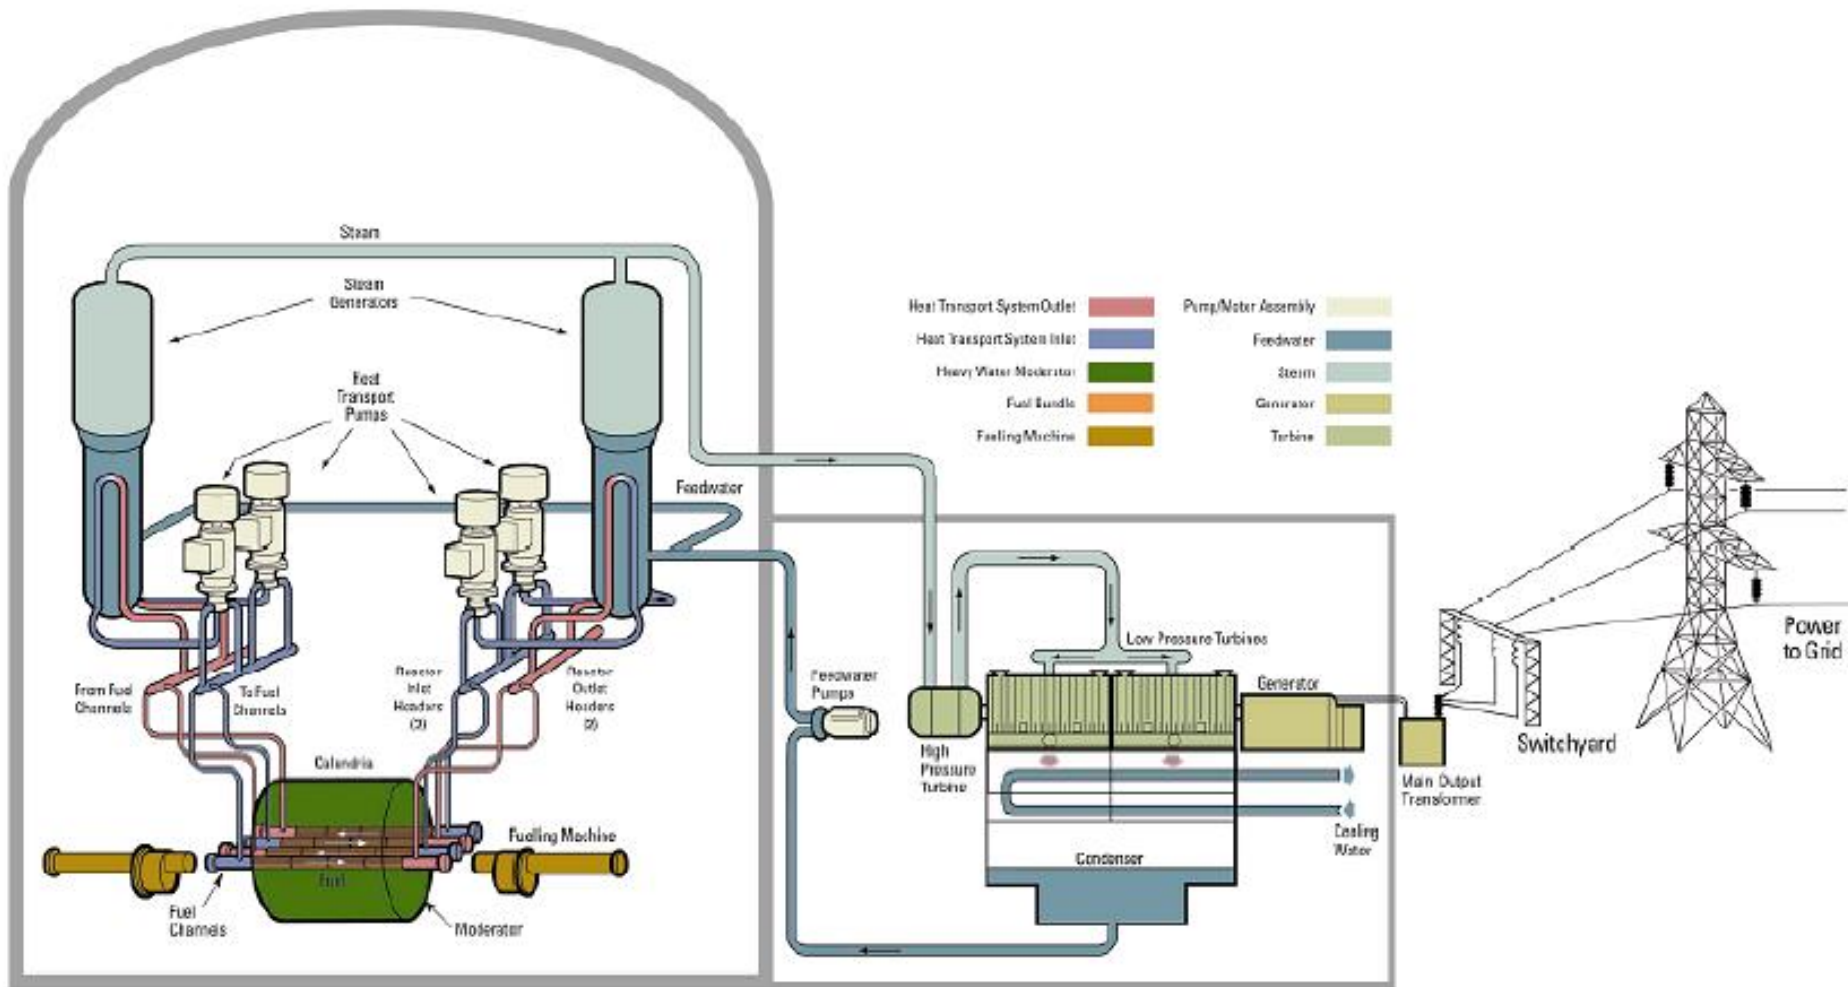 Steam
Steam
Generators
Heat
Transport
Pumps
Feedwater
From Fuel
Channels
To Fuel
Channels
Reactor
Inlet
Headers
(2)
Reactor
Outlet
Headers
(2)
Calandria
Fueling Machine
Fuel
Fuel
Channels
Moderator
Heat Transport System Outlet
Heat Transport System Inlet
Heavy Water Moderator
Fuel Bundle
Fueling Machine
Pump/Motor Assembly
Feedwater
Steam
Generator
Turbine
Feedwater
Pumps
High
Pressure
Turbine
Low Pressure Turbines
Generator
Condenser
Cooling
Water
Main Output
Transformer
Switchyard
Power
to Grid